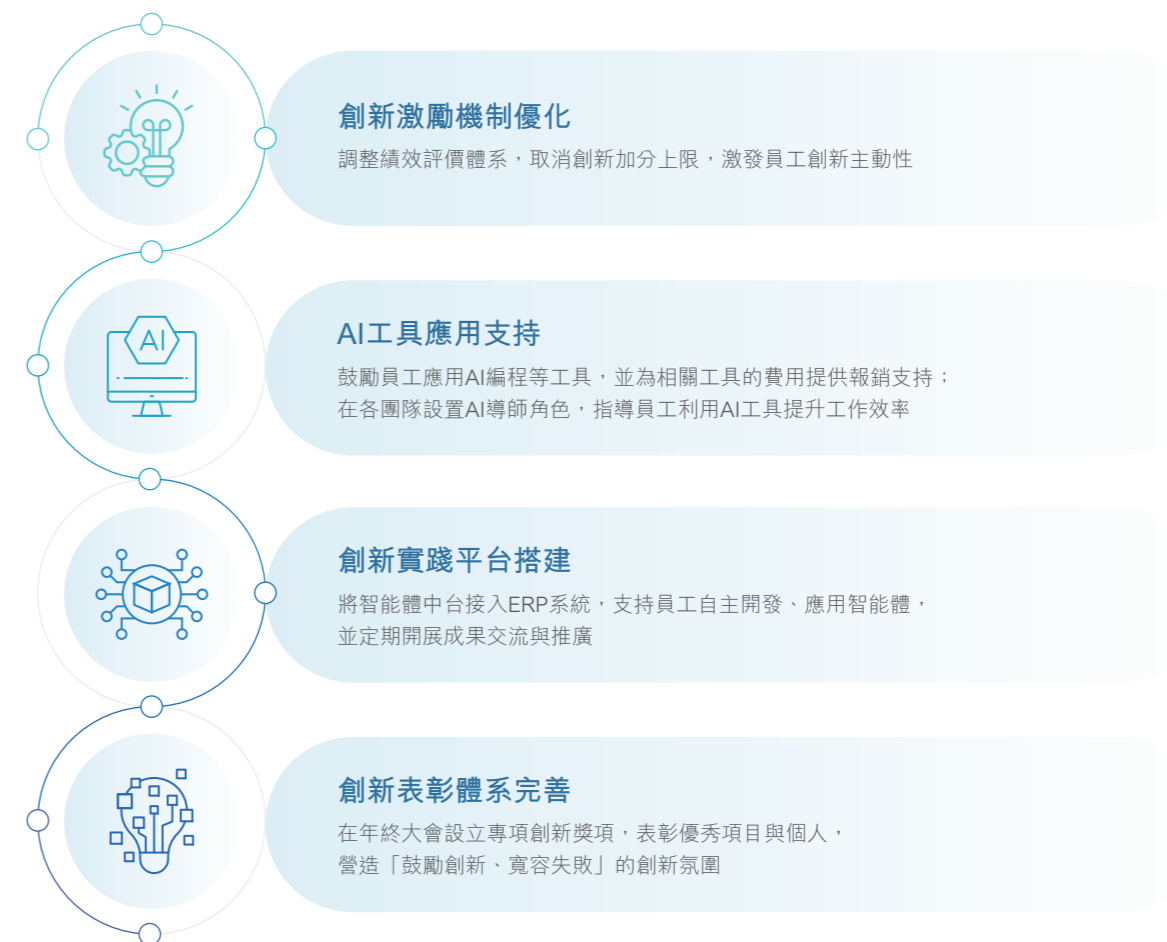 創新激勵機制優化
調整績效評價體系，取消創新加分上限，激發員工創新主動性
AI
AI工具應用支持
鼓勵員工應用AI編程等工具，並為相關工具的費用提供報銷支持；
在各團隊設置AI導師角色，指導員工利用AI工具提升工作效率
創新實踐平台搭建
將智能體中台接入ERP系統，支持員工自主開發、應用智能體，
並定期開展成果交流與推廣
創新表彰體系完善
在年終大會設立專項創新獎項，表彰優秀項目與個人，
營造「鼓勵創新、寬容失敗」的創新氛圍